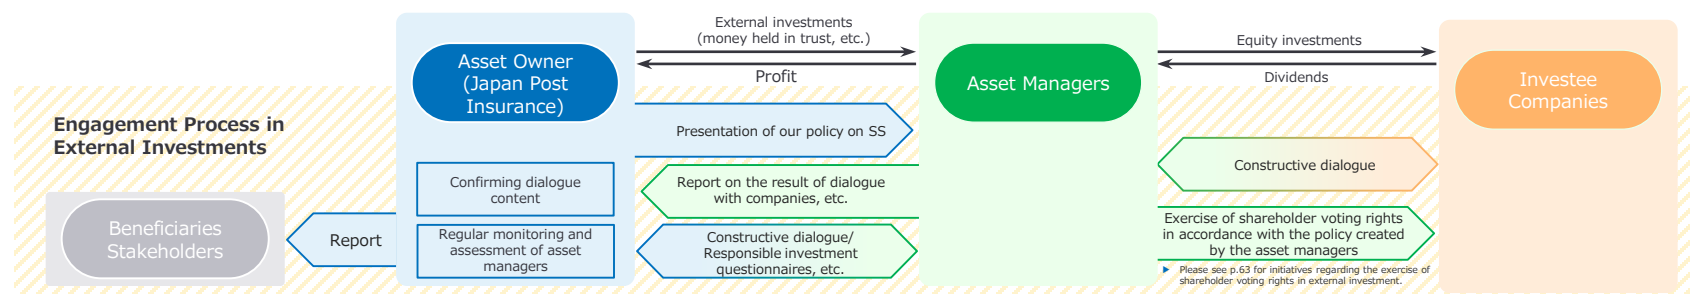 Engagement Process in
External Investments
Beneficiaries
Stakeholders
Report
Asset Owner
(Japan Post
Insurance)
Confirming dialogue
content
Regular monitoring and
assessment of asset
managers
External investments
(money held in trust, etc.)
Profit
Presentation of our policy on SS
Report on the result of dialogue
with companies, etc.
Constructive dialogue/
Responsible investment
questionnaires, etc.
Asset Managers
Equity investments
Dividends
Constructive dialogue
Exercise of shareholder voting rights
in accordance with the policy created
by the asset managers
Please see p.63 for initiatives regarding the exercise of
shareholder voting rights in external investment.
Investee
Companies